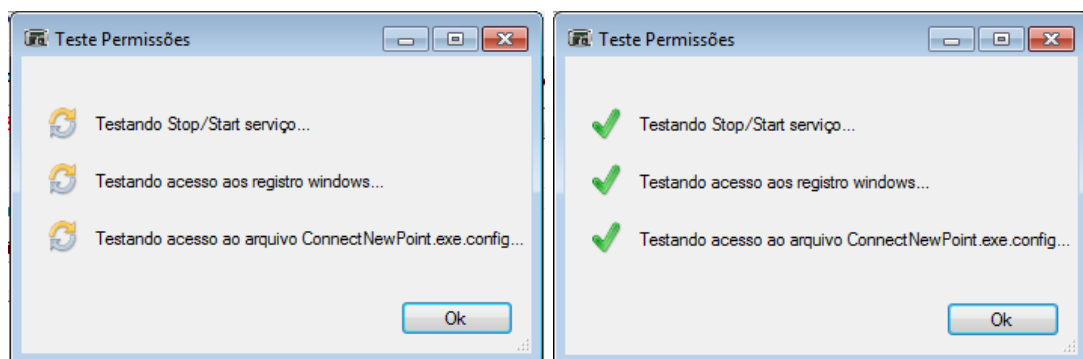 Teste Permissões
Testando Stop/Start serviço...
Testando acesso aos registro windows...
Testando acesso ao arquivo ConnectNewPoint.exe.config...
Ok
Teste Permissões
Testando Stop/Start serviço...
Testando acesso aos registro windows...
Testando acesso ao arquivo ConnectNewPoint.exe.config...
Ok